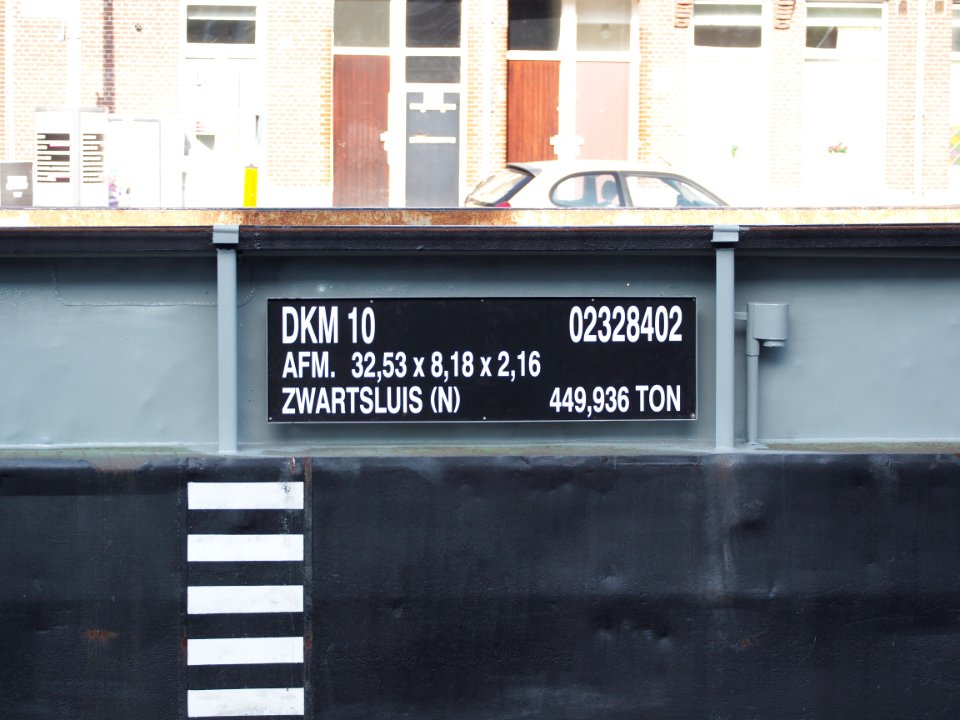 DKM 10 02328402
AFM. 32,53 x 8,18 x 2,16
ZWARTSLUIS (N) 449,936 TON